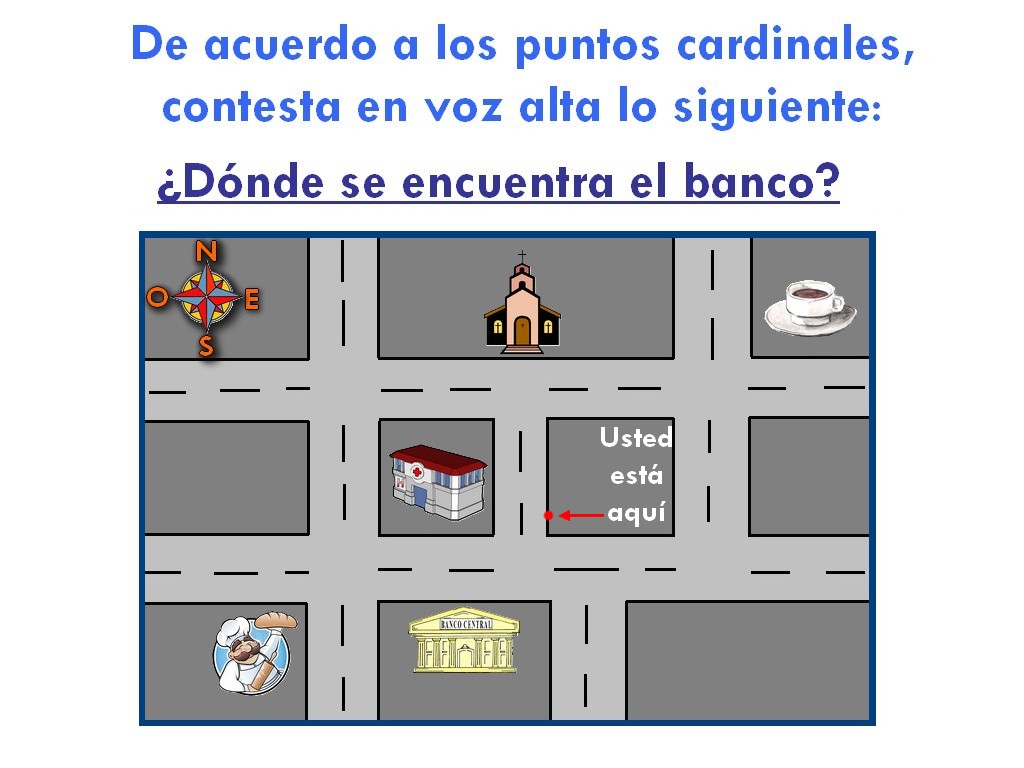 De acuerdo a los puntos cardinales,
contesta en voz alta lo siguiente:
¿Dónde se encuentra el banco?
N
O
E
S
Usted
está
aquí
H
BANCO CENTRAL